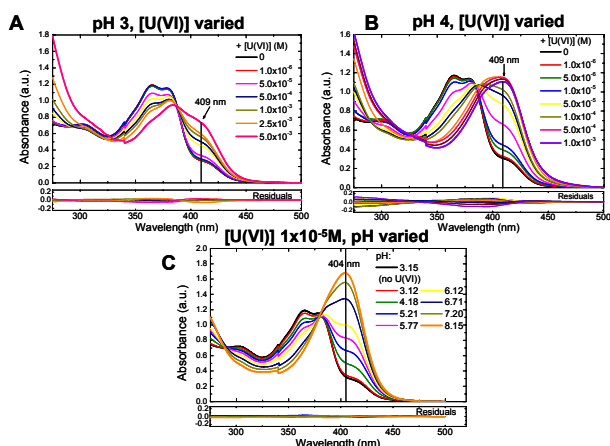 A
pH 3, [U(VI)] varied
+ [U(VI)] (M)
0
1.0x10-6
5.0x10-5
5.0x10-4
1.0x10-3
2.5x10-3
5.0x10-3
409 nm
Absorbance (a.u.)
1.8
1.6
1.4
1.2
1.0
0.8
0.6
0.4
0.2
0.0
Residuals
0.2
0.0
-0.2
300 350 400 450 500
Wavelength (nm)
B
pH 4, [U(VI)] varied
+ [U(VI)] (M)
0
1.0x10-6
5.0x10-6
1.0x10-5
5.0x10-5
1.0x10-4
5.0x10-4
1.0x10-3
409 nm
Absorbance (a.u.)
1.8
1.6
1.4
1.2
1.0
0.8
0.6
0.4
0.2
0.0
Residuals
0.2
0.0
-0.2
300 350 400 450 500
Wavelength (nm)
[U(VI)] 1x10-5M, pH varied
C
404 nm
pH:
3.15
(no U(VI))
3.12 6.12
4.18 6.71
5.21 7.20
5.77 8.15
Absorbance (a.u.)
2.0
1.8
1.6
1.4
1.2
1.0
0.8
0.6
0.4
0.2
0.0
Residuals
0.2
0.0
250 300 350 400 450 500
Wavelength (nm)